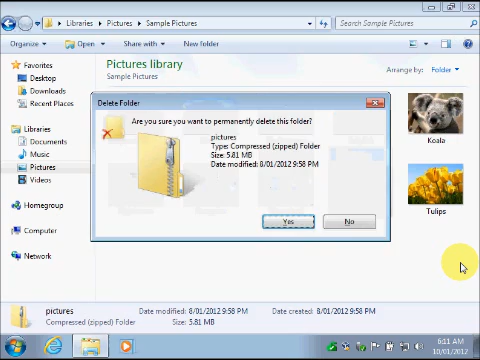 Libraries ▸ Pictures ▸ Sample Pictures
Search Sample Pictures
Organize
Open
Share with
New folder
Favorites
Desktop
Downloads
Recent Places
Libraries
Documents
Music
Pictures
Videos
Homegroup
Computer
Network
Pictures library
Sample Pictures
Arrange by: Folder
Koala
Tulips
Delete Folder
Are you sure you want to permanently delete this folder?
pictures
Type: Compressed (zipped) Folder
Size: 5.81 MB
Date modified: 8/01/2012 9:58 PM
Yes
No
pictures
Date modified: 8/01/2012 9:58 PM
Date created: 8/01/2012 9:58 PM
Compressed (zipped) Folder
Size: 5.81 MB
6:11 AM
10/01/2012